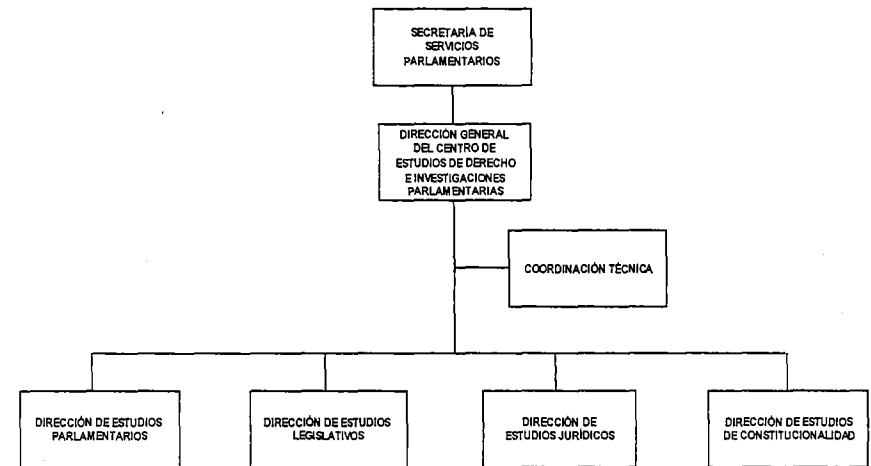 SECRETARÍA DE
SERVICIOS
PARLAMENTARIOS
DIRECCIÓN GENERAL
DEL CENTRO DE
ESTUDIOS DE DERECHO
E INVESTIGACIONES
PARLAMENTARIAS
COORDINACIÓN TÉCNICA
DIRECCIÓN DE ESTUDIOS
PARLAMENTARIOS
DIRECCIÓN DE ESTUDIOS
LEGISLATIVOS
DIRECCIÓN DE
ESTUDIOS JURÍDICOS
DIRECCIÓN DE ESTUDIOS
DE CONSTITUCIONALIDAD